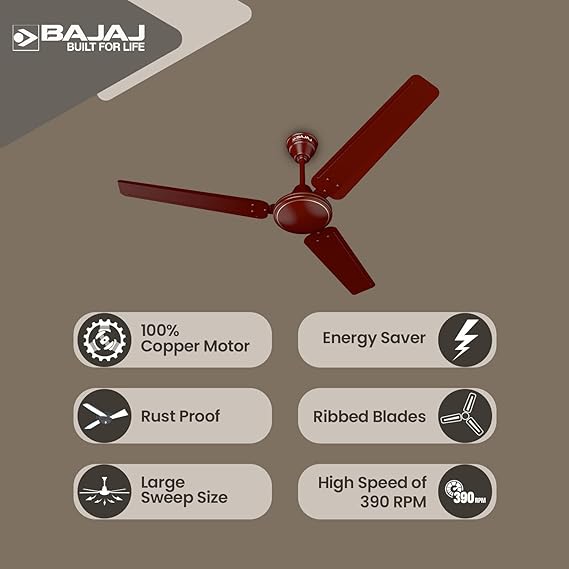 BAJAJ
BUILT FOR LIFE
BAJAJ
100%
Copper Motor
Energy Saver
Rust Proof
Ribbed Blades
Large
Sweep Size
High Speed of
390 RPM
390 RPM